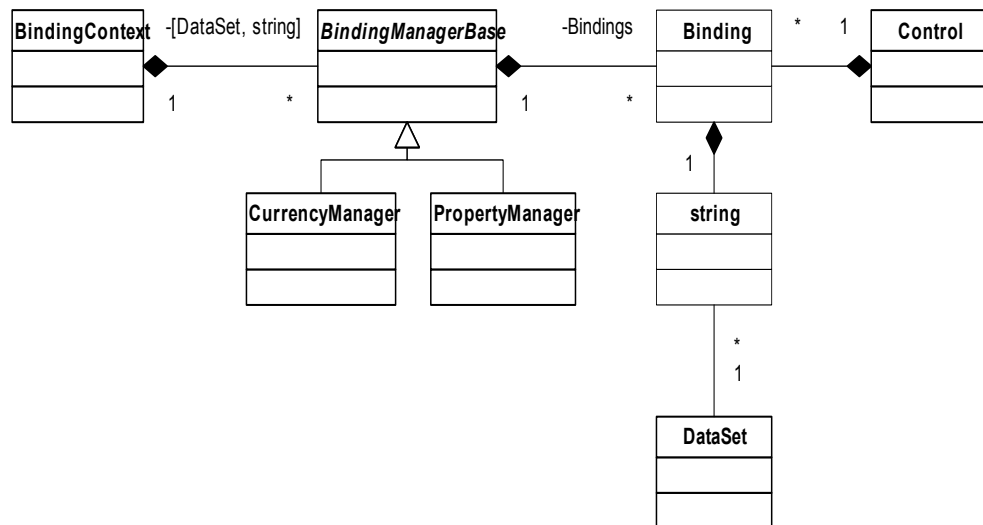 BindingContext -[DataSet, string] BindingManagerBase -Bindings Binding * 1 Control
1 * 1 *
1
CurrencyManager PropertyManager string
*
1
DataSet